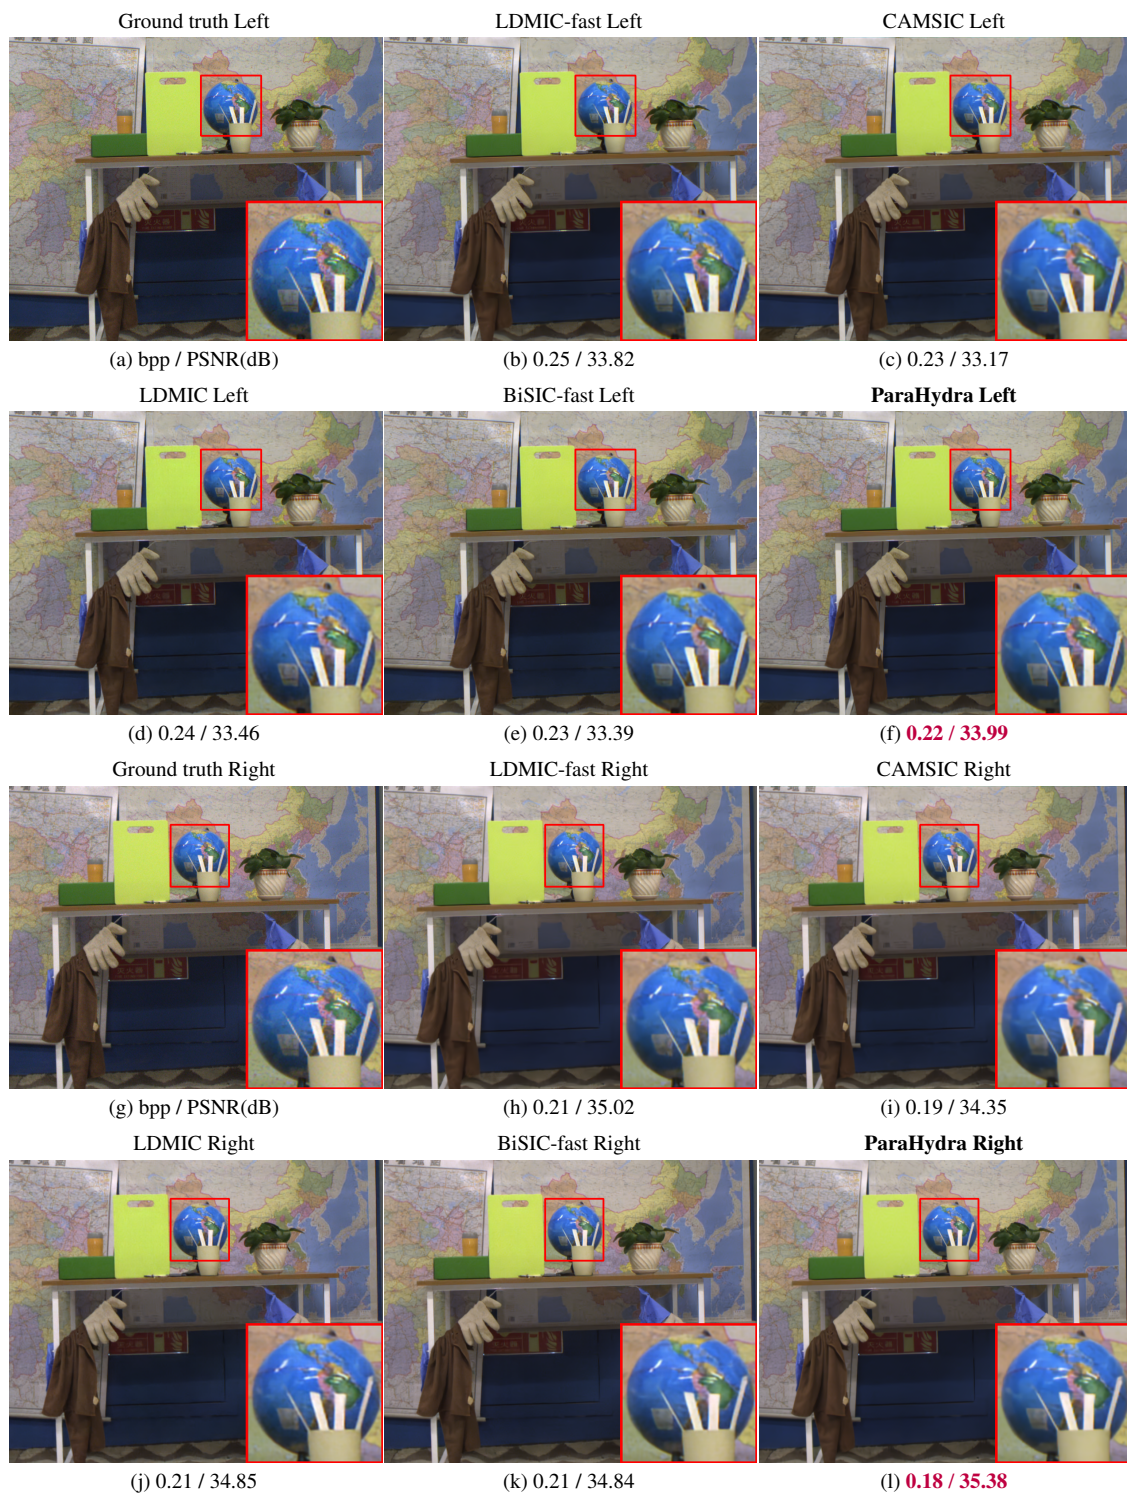 Ground truth Left
LDMIC-fast Left
CAMSIC Left
(a) bpp / PSNR(dB)
(b) 0.25 / 33.82
(c) 0.23 / 33.17
LDMIC Left
BiSIC-fast Left
ParaHydra Left
(d) 0.24 / 33.46
(e) 0.23 / 33.39
(f) 0.22 / 33.99
Ground truth Right
LDMIC-fast Right
CAMSIC Right
(g) bpp / PSNR(dB)
(h) 0.21 / 35.02
(i) 0.19 / 34.35
LDMIC Right
BiSIC-fast Right
ParaHydra Right
(j) 0.21 / 34.85
(k) 0.21 / 34.84
(l) 0.18 / 35.38